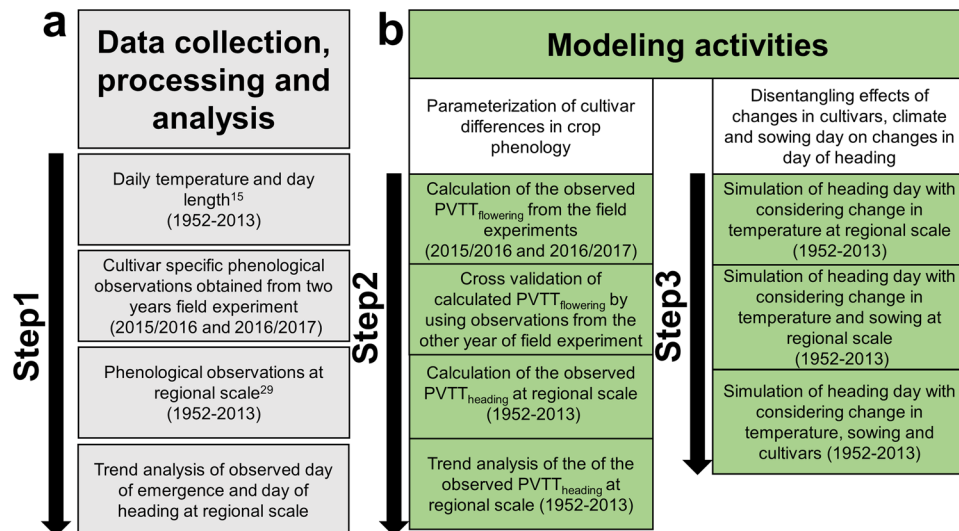 a
Data collection,
processing and
analysis
Step1
Daily temperature and day
length15
(1952-2013)
Cultivar specific phenological
observations obtained from two
years field experiment
(2015/2016 and 2016/2017)
Phenological observations at
regional scale29
(1952-2013)
Trend analysis of observed day
of emergence and day of
heading at regional scale
b
Modeling activities
Parameterization of cultivar
differences in crop
phenology
Step2
Calculation of the observed
PVTTflowering from the field
experiments
(2015/2016 and 2016/2017)
Cross validation of
calculated PVTTflowering by
using observations from the
other year of field experiment
Calculation of the observed
PVTTheading at regional scale
(1952-2013)
Trend analysis of the of the
observed PVTTheading at
regional scale (1952-2013)
Disentangling effects of
changes in cultivars, climate
and sowing day on changes in
day of heading
Step3
Simulation of heading day with
considering change in
temperature at regional scale
(1952-2013)
Simulation of heading day with
considering change in
temperature and sowing at
regional scale
(1952-2013)
Simulation of heading day with
considering change in
temperature, sowing and
cultivars (1952-2013)